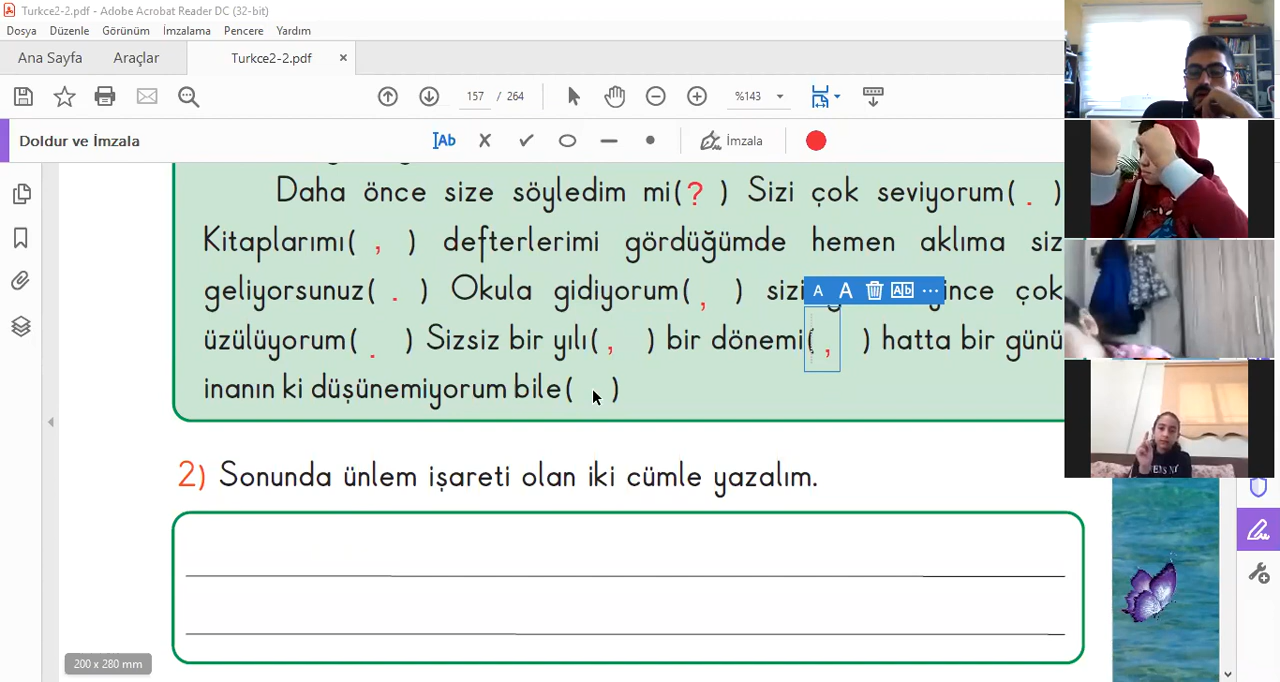 Turkce2-2.pdf - Adobe Acrobat Reader DC (32-bit)
Dosya Düzenle Görünüm İmzalama Pencere Yardım
Ana Sayfa Araçlar Turkce2-2.pdf ×
157 / 264 %143
Doldur ve İmzala IAb İmzala
Daha önce size söyledim mi(? ) Sizi çok seviyorum( . )
Kitaplarımı( , ) defterlerimi gördüğümde hemen aklıma siz
geliyorsunuz( . ) Okula gidiyorum( , ) sizi ince çok
A A Ab ...
üzülüyorum( . ) Sizsiz bir yılı( , ) bir dönemi( , ) hatta bir günü
inanın ki düşünemiyorum bile( )
2) Sonunda ünlem işareti olan iki cümle yazalım.
200 x 280 mm